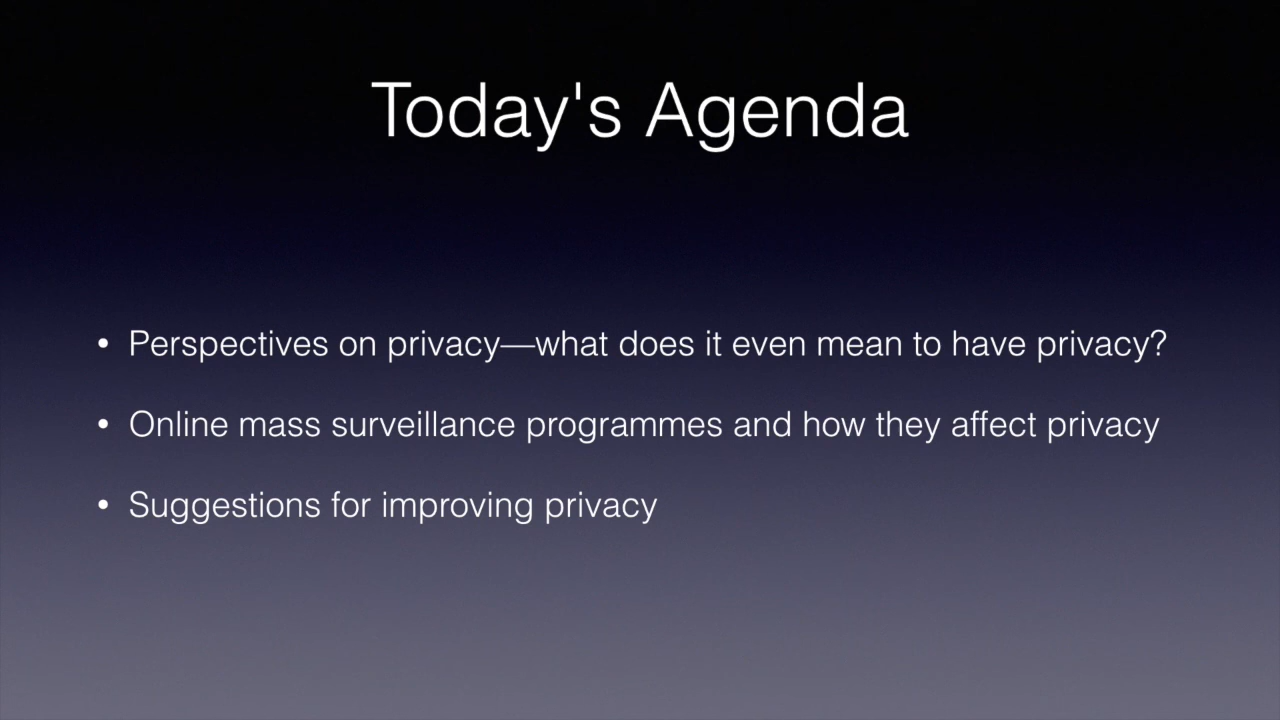 Today's Agenda
• Perspectives on privacy—what does it even mean to have privacy?
• Online mass surveillance programmes and how they affect privacy
• Suggestions for improving privacy